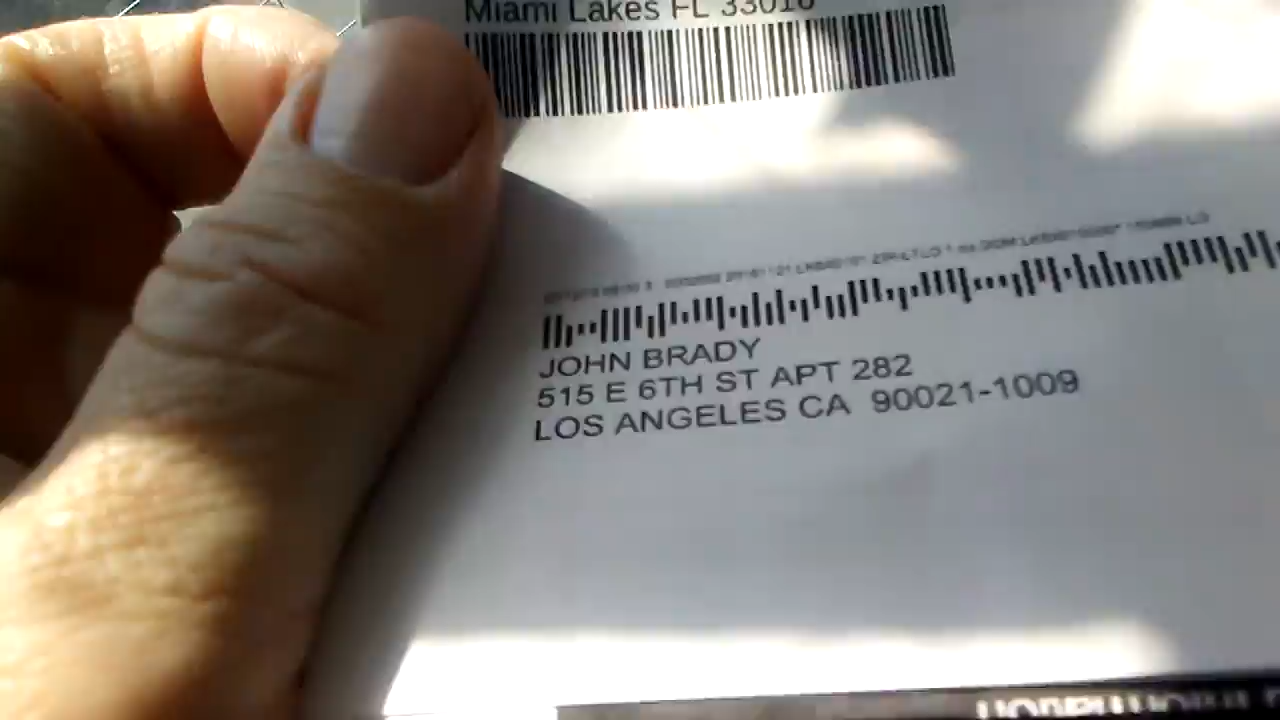 Miami Lakes FL 33016
JOHN BRADY
515 E 6TH ST APT 282
LOS ANGELES CA 90021-1009